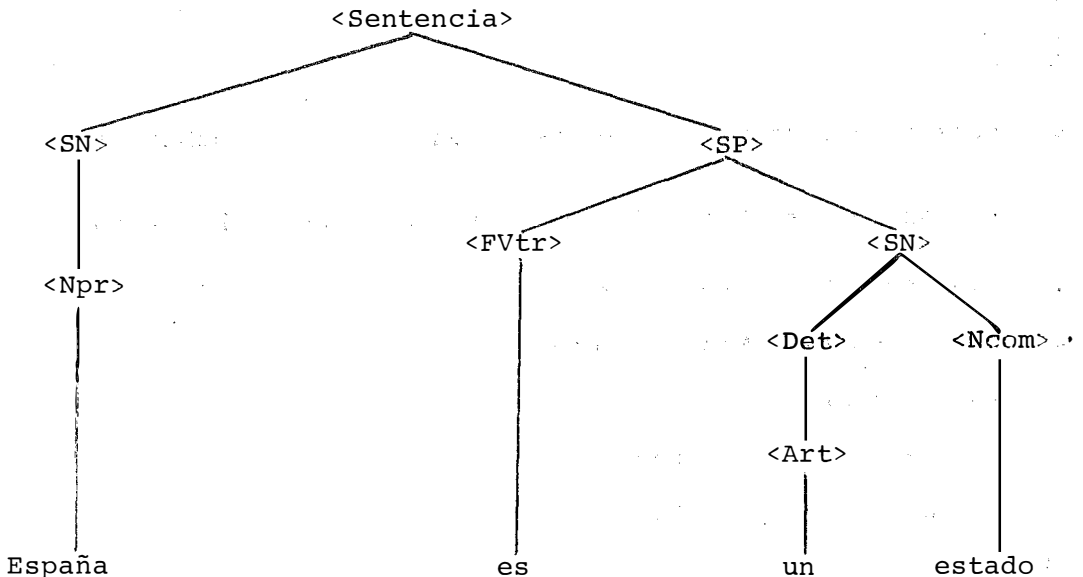 <Sentencia>
<SN> <SP>
<FVtr> <SN>
<Npr>
<Det> <Ncom>
<Art>
España es un estado